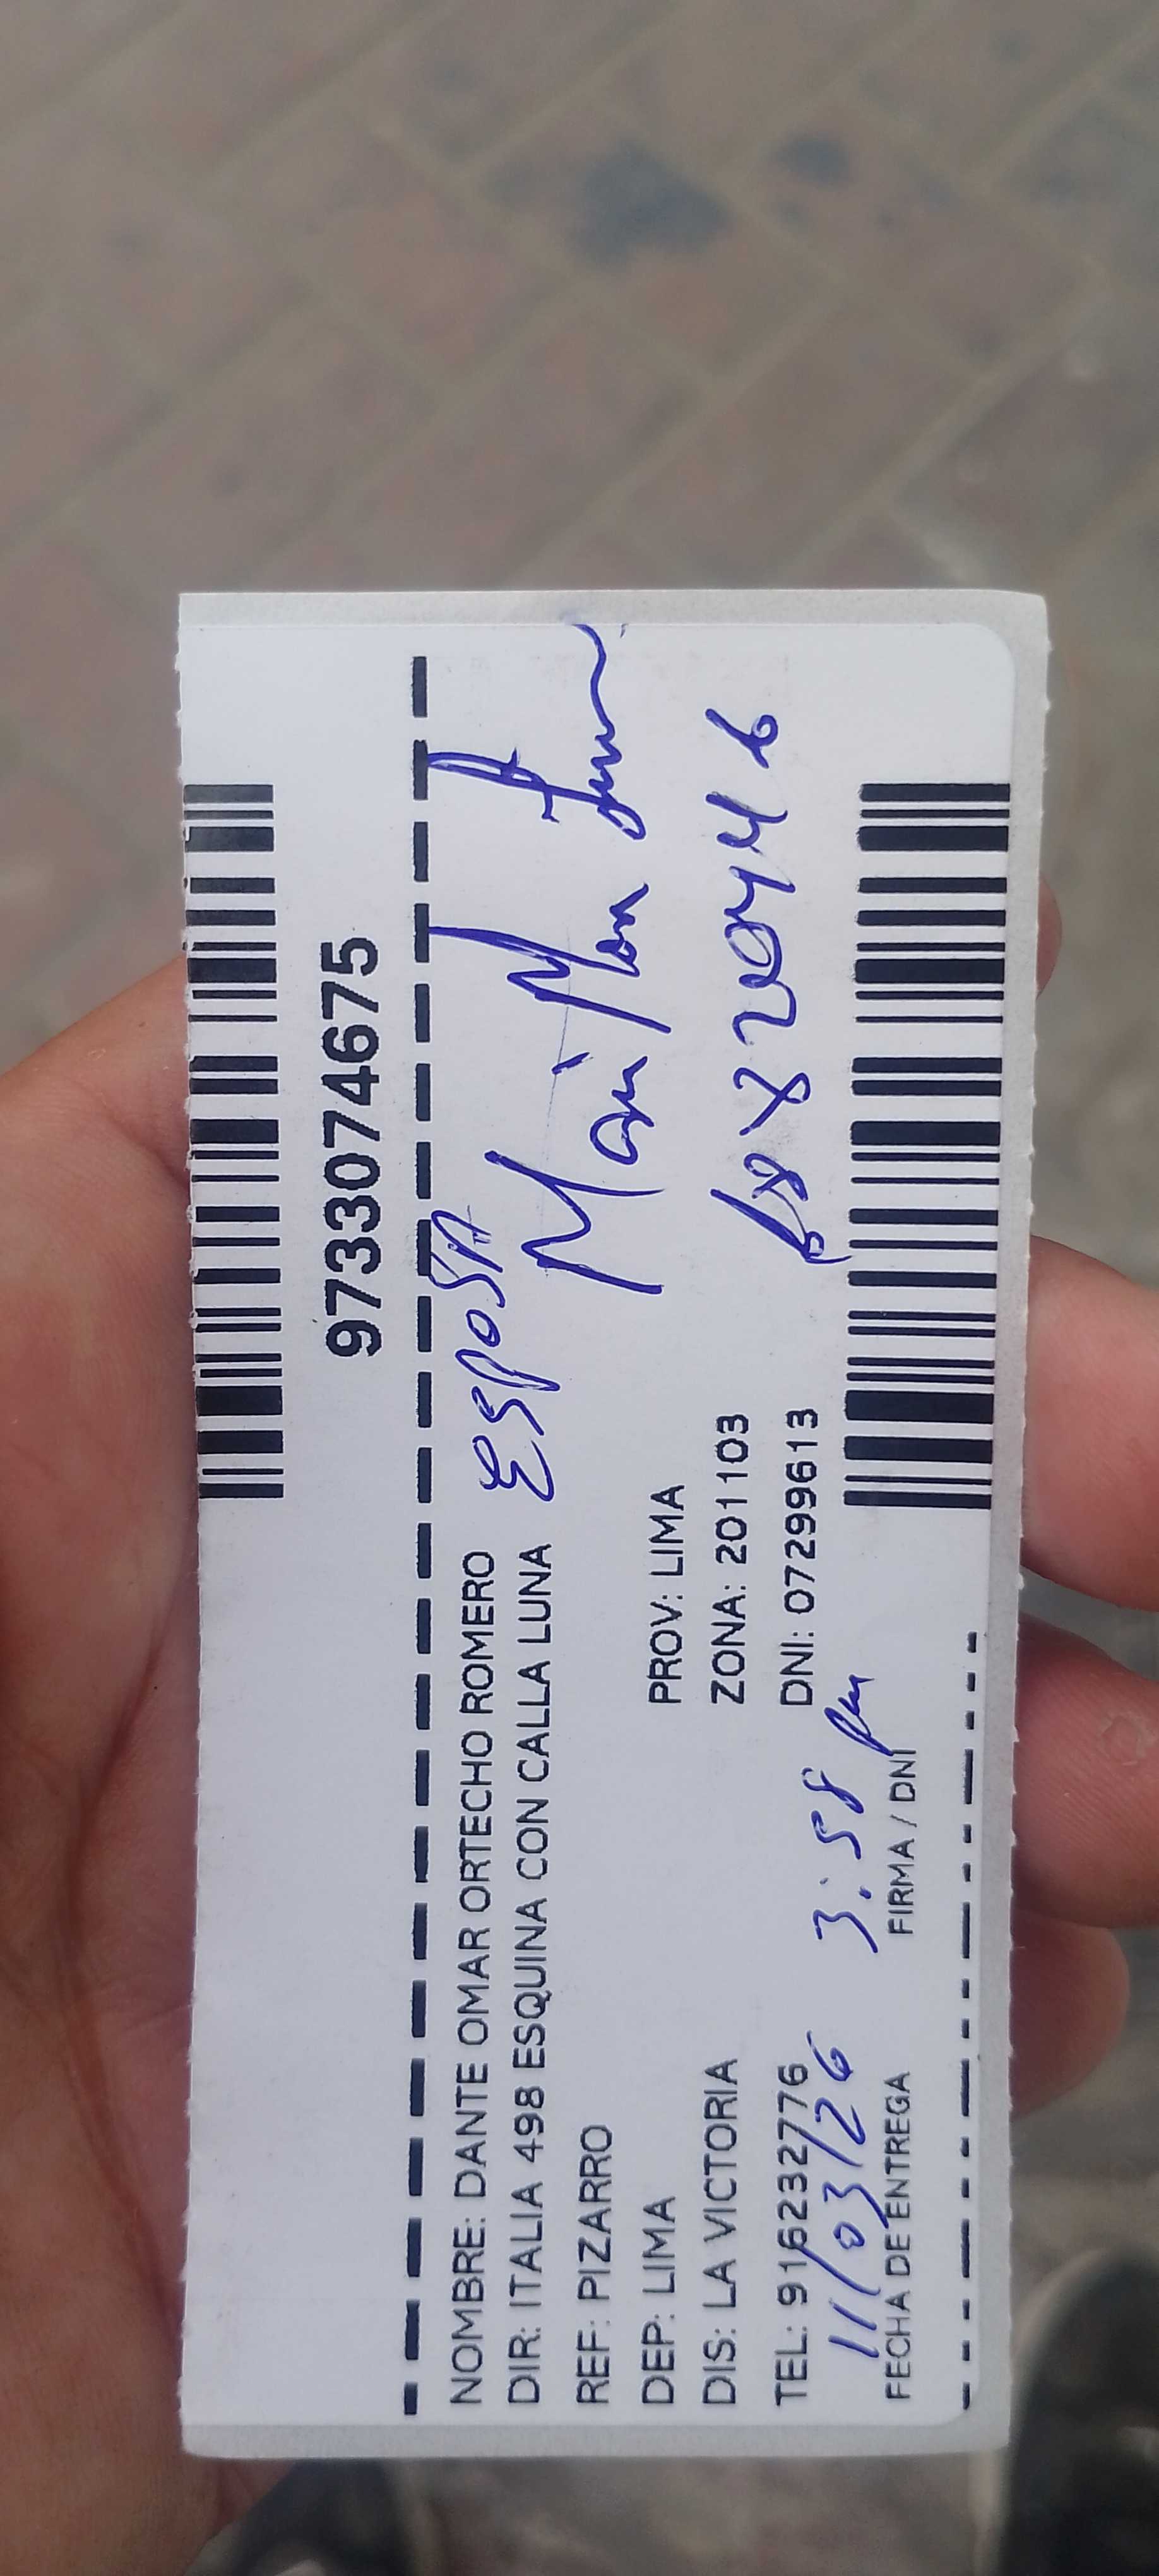 9733074675
NOMBRE: DANTE OMAR ORTECHO ROMERO
ESPOSA
DIR: ITALIA 498 ESQUINA CON CALLA LUNA
REF: PIZARRO
DEP: LIMA PROV: LIMA
DIS: LA VICTORIA ZONA: 201103
TEL: 916232776 DNI: 07299613
11/03/26 3:58 pm
FECHA DE ENTREGA FIRMA / DNI